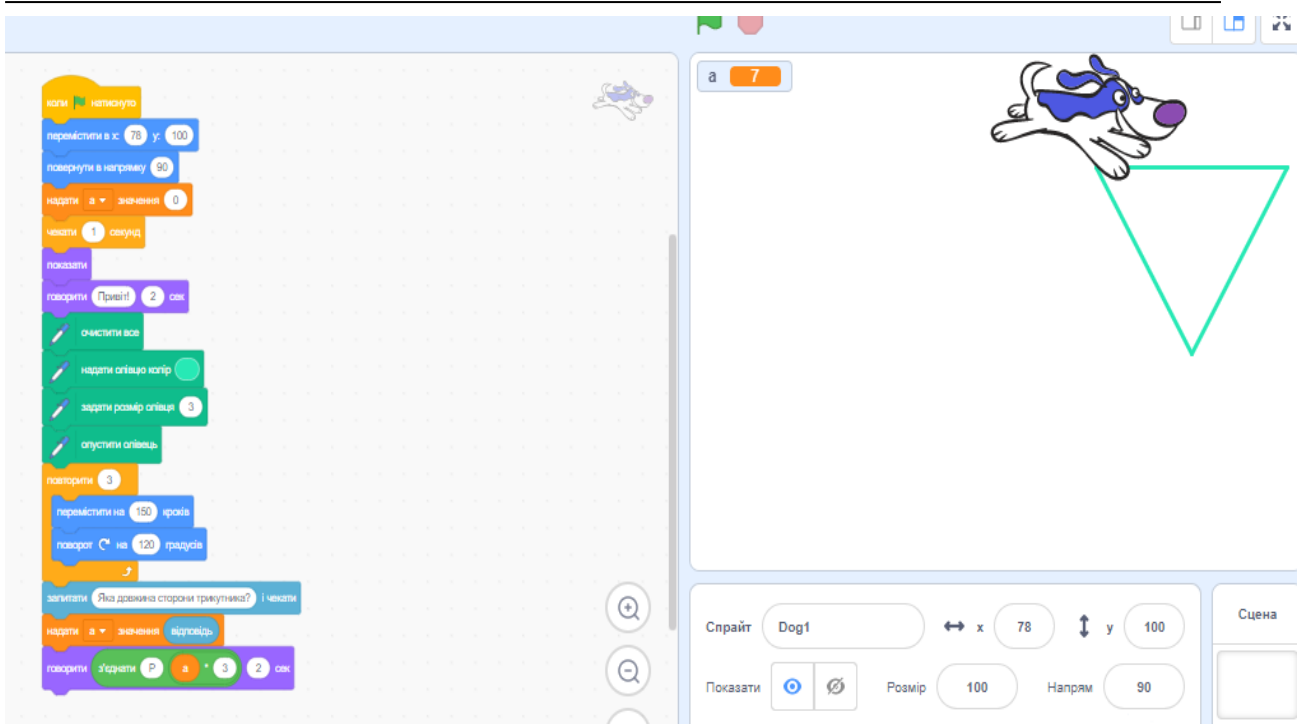 коли натиснуто
перемістити в x: 78 y: 100
повернути в напрямку 90
надати a значення 0
чекати 1 секунд
показати
говорити Привіт! 2 сек
очистити все
надати олівцю колір
задати розмір олівця 3
опустити олівець
повторити 3
перемістити на 150 кроків
поворот на 120 градусів
запитати Яка довжина сторони трикутника? і чекати
надати a значення відповідь
говорити з'єднати P a * 3 2 сек
a 7
Спрайт Dog1 x 78 y 100
Показати Розмір 100 Напрям 90
Сцена